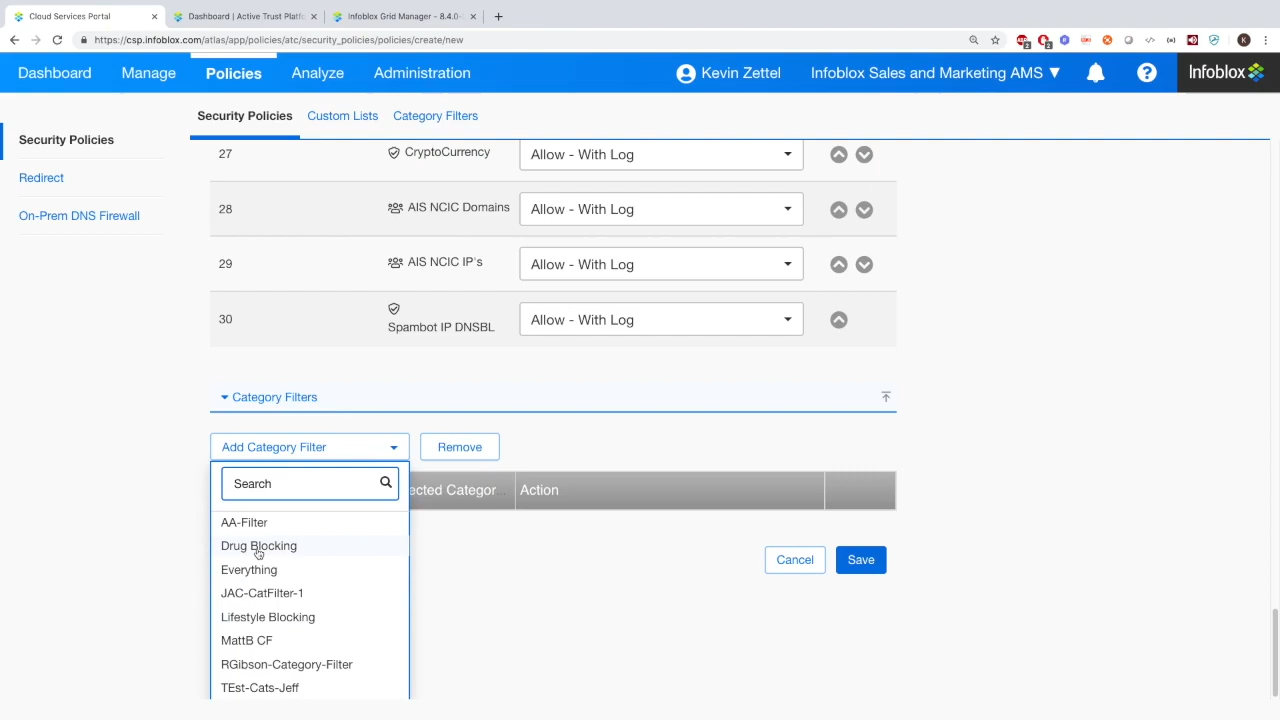 Cloud Services Portal
Dashboard | Active Trust Platf
Infoblox Grid Manager - 8.4.0-
https://csp.infoblox.com/atlas/app/policies/atc/security_policies/policies/create/new
Dashboard Manage Policies Analyze Administration Kevin Zettel Infoblox Sales and Marketing AMS Infoblox
Security Policies Custom Lists Category Filters
Security Policies
Redirect
On-Prem DNS Firewall
27 CryptoCurrency Allow - With Log
28 AIS NCIC Domains Allow - With Log
29 AIS NCIC IP's Allow - With Log
30 Spambot IP DNSBL Allow - With Log
Category Filters
Add Category Filter Remove
Search
ected Categor... Action
AA-Filter
Drug Blocking
Everything
JAC-CatFilter-1
Lifestyle Blocking
MattB CF
RGibson-Category-Filter
TEst-Cats-Jeff
Cancel Save